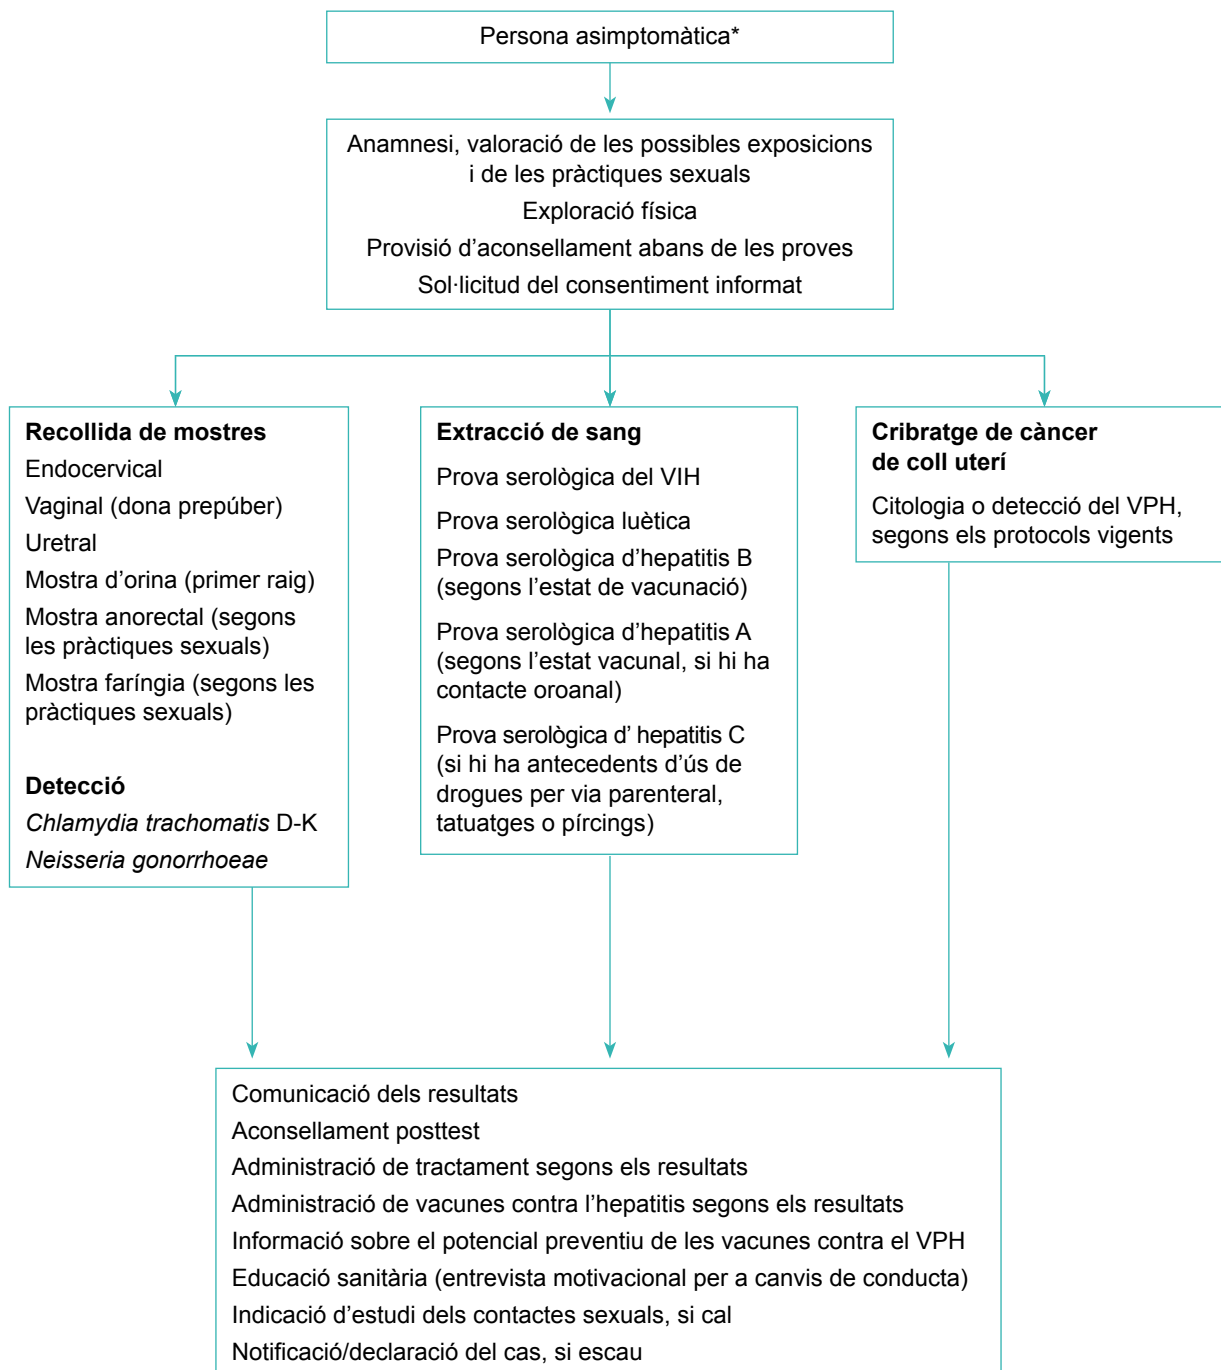 Persona asimptomàtica*
Anamnesi, valoració de les possibles exposicions
i de les pràctiques sexuals
Exploració física
Provisió d’aconsellament abans de les proves
Sol·licitud del consentiment informat
Recollida de mostres
Endocervical
Vaginal (dona prepúber)
Uretral
Mostra d’orina (primer raig)
Mostra anorectal (segons
les pràctiques sexuals)
Mostra faríngia (segons les
pràctiques sexuals)
Detecció
Chlamydia trachomatis D-K
Neisseria gonorrhoeae
Extracció de sang
Prova serològica del VIH
Prova serològica luètica
Prova serològica d’hepatitis B
(segons l’estat de vacunació)
Prova serològica d’hepatitis A
(segons l’estat vacunal, si hi ha
contacte oroanal)
Prova serològica d’ hepatitis C
(si hi ha antecedents d’ús de
drogues per via parenteral,
tatuatges o pírcings)
Cribratge de càncer
de coll uterí
Citologia o detecció del VPH,
segons els protocols vigents
Comunicació dels resultats
Aconsellament posttest
Administració de tractament segons els resultats
Administració de vacunes contra l’hepatitis segons els resultats
Informació sobre el potencial preventiu de les vacunes contra el VPH
Educació sanitària (entrevista motivacional per a canvis de conducta)
Indicació d’estudi dels contactes sexuals, si cal
Notificació/declaració del cas, si escau